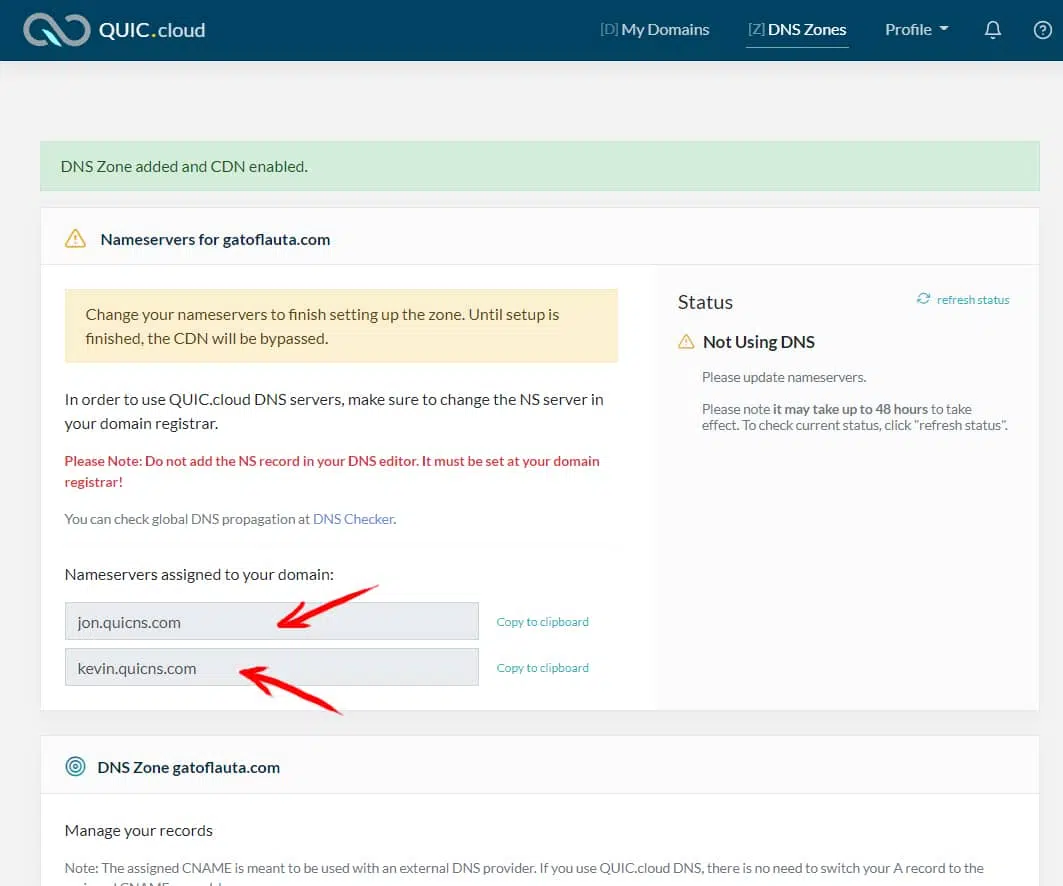 QUIC.cloud
[D] My Domains
[Z] DNS Zones
Profile
DNS Zone added and CDN enabled.
Nameservers for gatoflauta.com
Change your nameservers to finish setting up the zone. Until setup is
finished, the CDN will be bypassed.
In order to use QUIC.cloud DNS servers, make sure to change the NS server in
your domain registrar.
Please Note: Do not add the NS record in your DNS editor. It must be set at your domain
registrar!
You can check global DNS propagation at DNS Checker.
Nameservers assigned to your domain:
jon.quicns.com
Copy to clipboard
kevin.quicns.com
Copy to clipboard
Status
refresh status
Not Using DNS
Please update nameservers.
Please note it may take up to 48 hours to take
effect. To check current status, click "refresh status".
DNS Zone gatoflauta.com
Manage your records
Note: The assigned CNAME is meant to be used with an external DNS provider. If you use QUIC.cloud DNS, there is no need to switch your A record to the